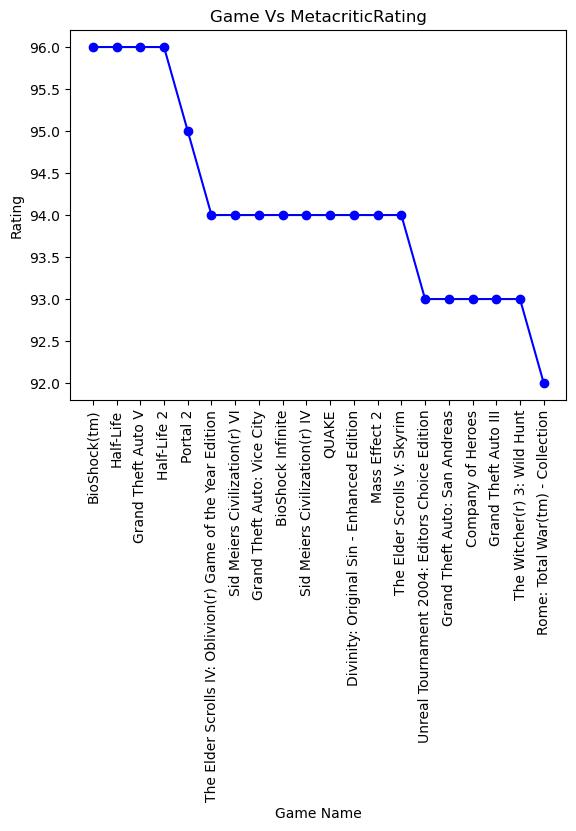 Game Vs MetacriticRating
96.0
95.5
95.0
94.5
94.0
93.5
93.0
92.5
92.0
Rating
BioShock(tm)
Half-Life
Grand Theft Auto V
Half-Life 2
Portal 2
The Elder Scrolls IV: Oblivion(r) Game of the Year Edition
Sid Meiers Civilization(r) VI
Grand Theft Auto: Vice City
BioShock Infinite
Sid Meiers Civilization(r) IV
QUAKE
Divinity: Original Sin - Enhanced Edition
Mass Effect 2
The Elder Scrolls V: Skyrim
Unreal Tournament 2004: Editors Choice Edition
Grand Theft Auto: San Andreas
Company of Heroes
Grand Theft Auto III
The Witcher(r) 3: Wild Hunt
Rome: Total War(tm) - Collection
Game Name